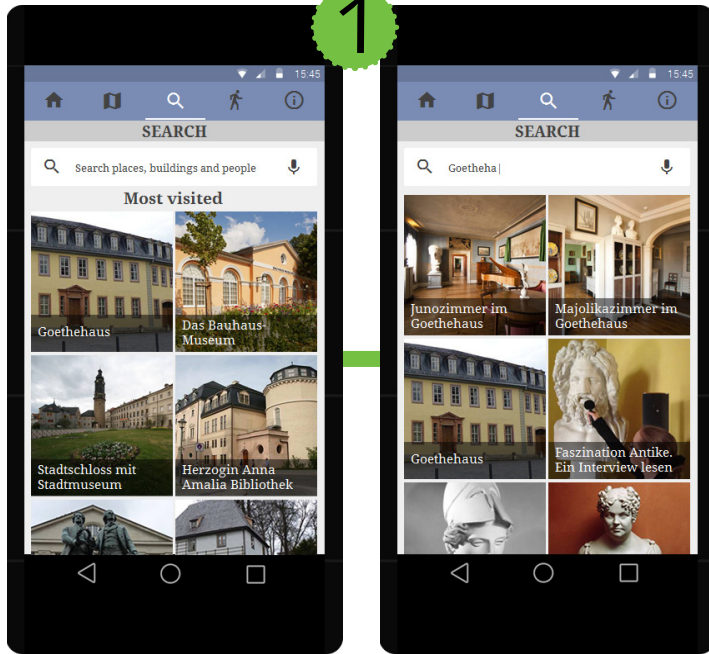 1
15:45
SEARCH
Search places, buildings and people
Most visited
Goethehaus
Das Bauhaus-
Museum
Stadtschloss mit
Stadtmuseum
Herzogin Anna
Amalia Bibliothek
15:45
SEARCH
Goetheha
Junozimmer im
Goethehaus
Majolikazimmer im
Goethehaus
Goethehaus
Faszination Antike.
Ein Interview lesen